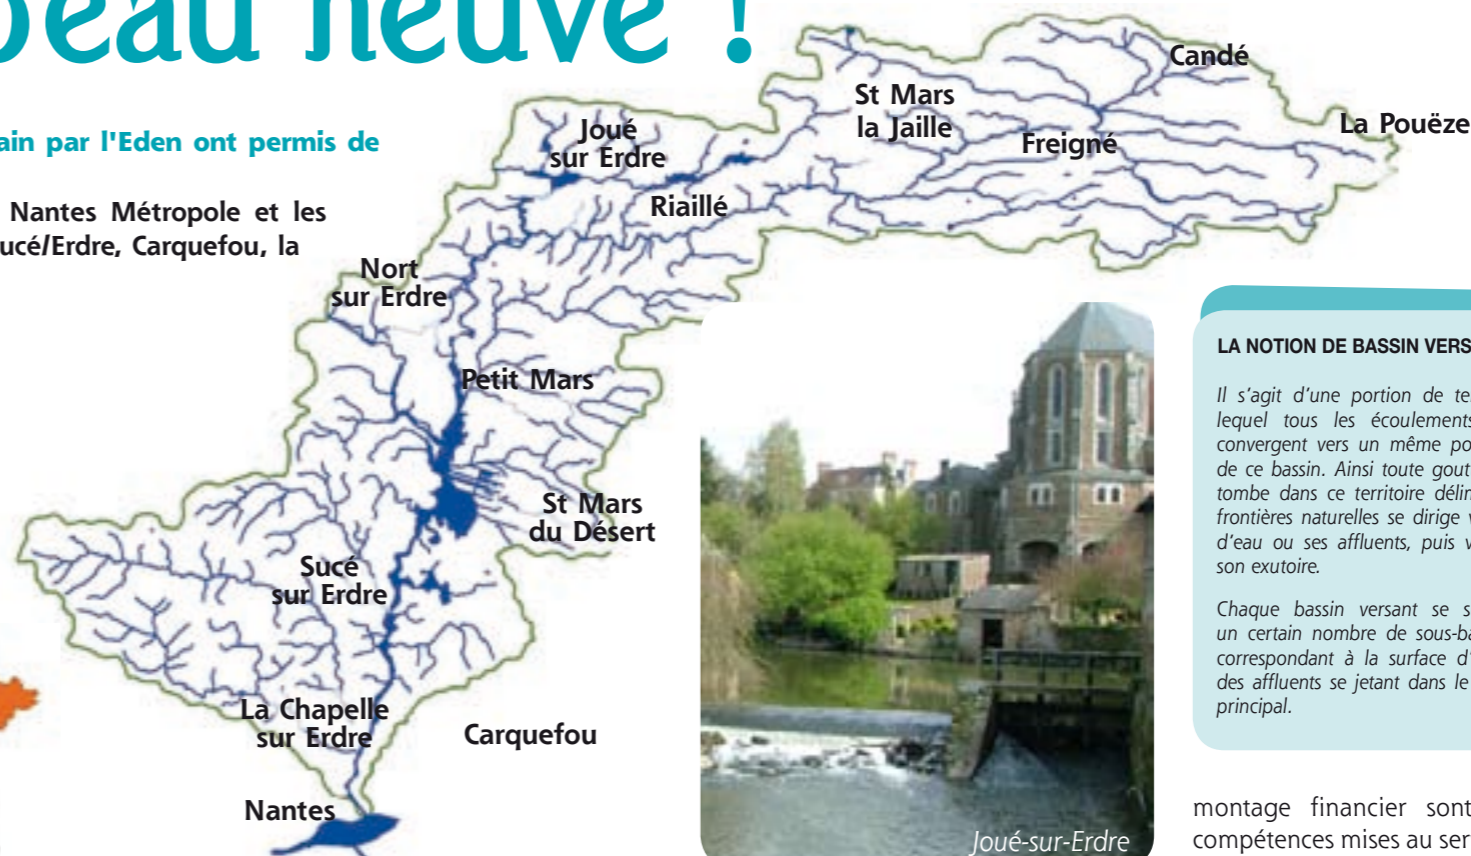 eau neuve !
ain par l'Eden ont permis de
Nantes Métropole et les
ucé/Erdre, Carquefou, la
Candé
St Mars
la Jaille
La Pouëze
Freigné
Joué
sur Erdre
Riaillé
Nort
sur Erdre
Petit Mars
St Mars
du Désert
Sucé
sur Erdre
La Chapelle
sur Erdre
Carquefou
Nantes
Joué-sur-Erdre
LA NOTION DE BASSIN VERS
Il s'agit d'une portion de te
lequel tous les écoulements
convergent vers un même po
de ce bassin. Ainsi toute gout
tombe dans ce territoire délim
frontières naturelles se dirige v
d'eau ou ses affluents, puis v
son exutoire.
Chaque bassin versant se s
un certain nombre de sous-ba
correspondant à la surface d'
des affluents se jetant dans le
principal.
montage financier sont
compétences mises au ser